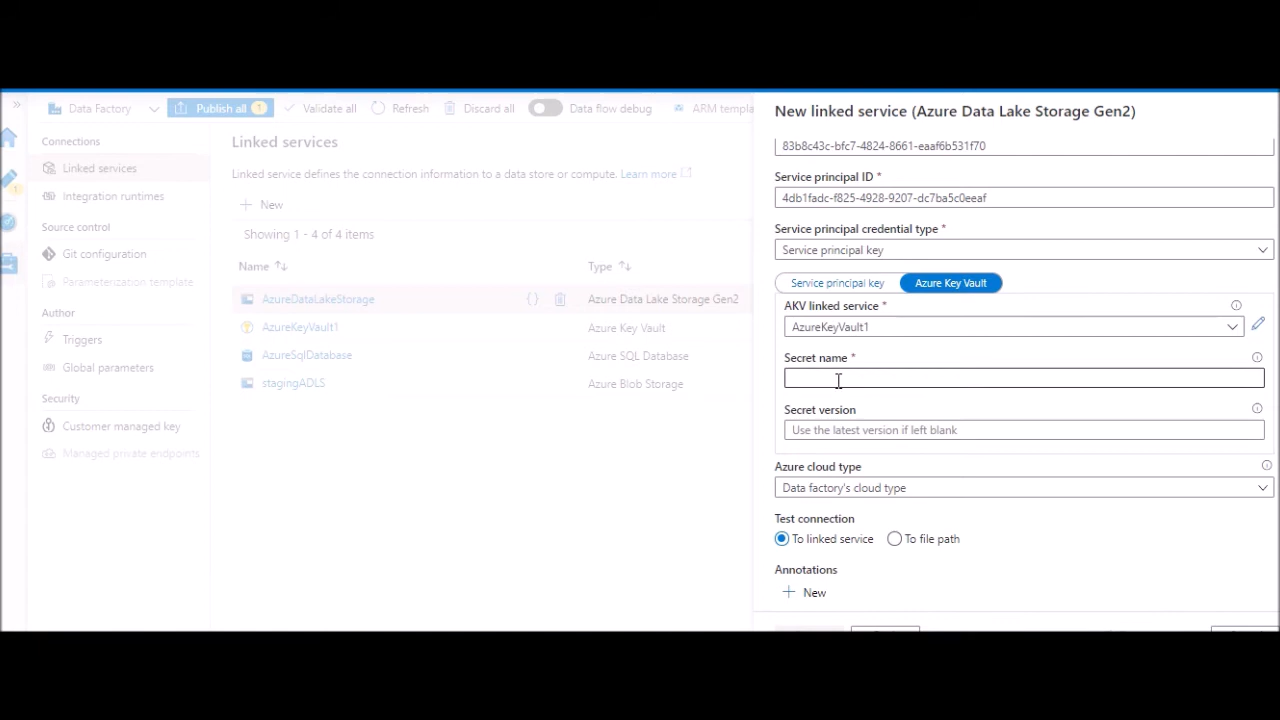 Data Factory
Publish all 1
Validate all
Refresh
Discard all
Data flow debug
ARM templa
Connections
Linked services
Integration runtimes
Source control
Git configuration
Parameterization template
Author
Triggers
Global parameters
Security
Customer managed key
Managed private endpoints
Linked services
Linked service defines the connection information to a data store or compute. Learn more
New
Showing 1 - 4 of 4 items
Name Type
AzureDataLakeStorage {} Azure Data Lake Storage Gen2
AzureKeyVault1 Azure Key Vault
AzureSqlDatabase Azure SQL Database
stagingADLS Azure Blob Storage
New linked service (Azure Data Lake Storage Gen2)
83b8c43c-bfc7-4824-8661-eaaf6b531f70
Service principal ID *
4db1fadc-f825-4928-9207-dc7ba5c0eeaf
Service principal credential type *
Service principal key
Service principal key Azure Key Vault
AKV linked service *
AzureKeyVault1
Secret name *
Secret version
Use the latest version if left blank
Azure cloud type
Data factory's cloud type
Test connection
To linked service To file path
Annotations
New